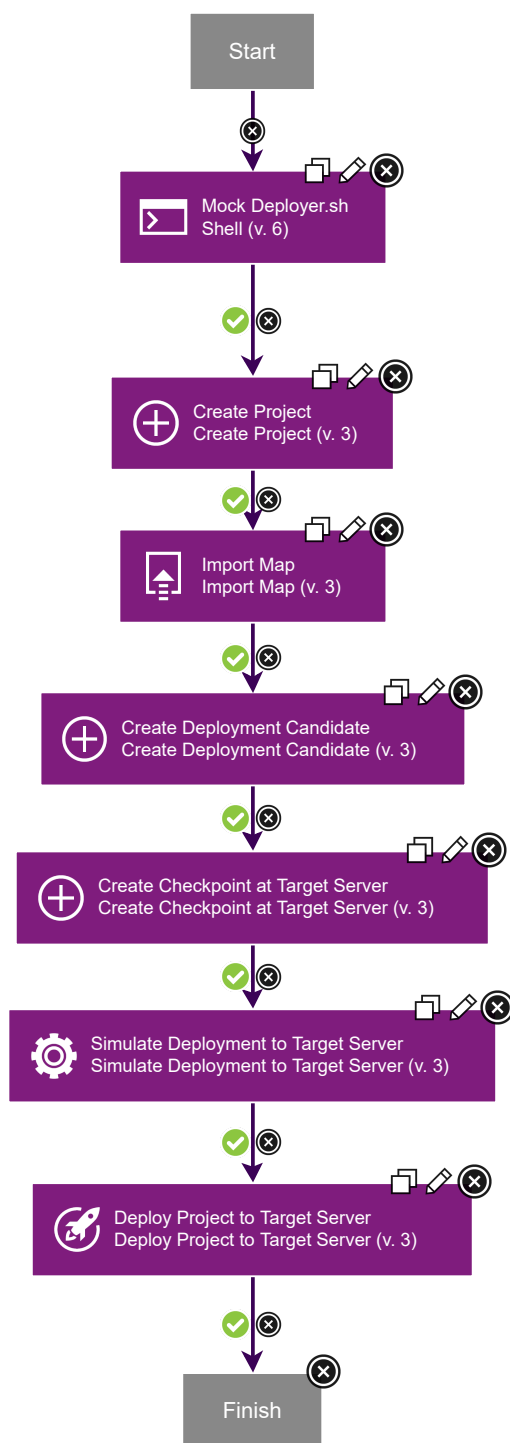 Start
Mock Deployer.sh
Shell (v. 6)
Create Project
Create Project (v. 3)
Import Map
Import Map (v. 3)
Create Deployment Candidate
Create Deployment Candidate (v. 3)
Create Checkpoint at Target Server
Create Checkpoint at Target Server (v. 3)
Simulate Deployment to Target Server
Simulate Deployment to Target Server (v. 3)
Deploy Project to Target Server
Deploy Project to Target Server (v. 3)
Finish